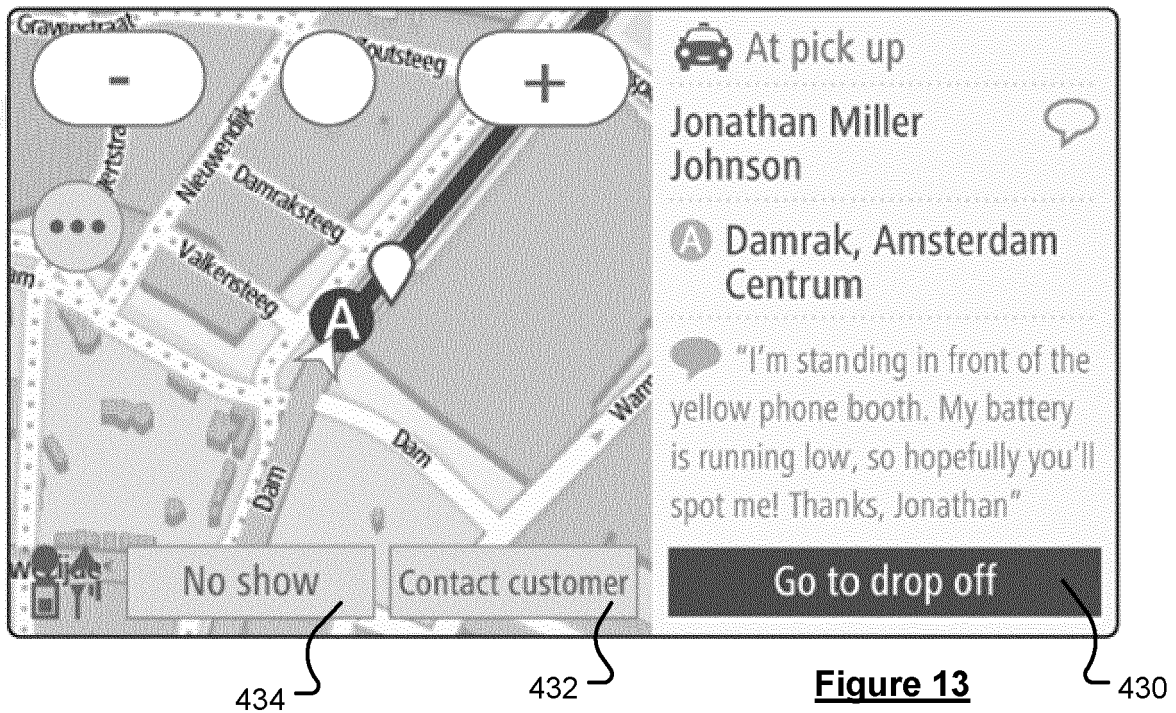 Gravenstraat
Zoutsteeg
-
+
At pick up
Jonathan Miller
Johnson
Nieuwendijk
Damraksteeg
Valkensteeg
A
A Damrak, Amsterdam
Centrum
"I'm standing in front of the
yellow phone booth. My battery
is running low, so hopefully you'll
spot me! Thanks, Jonathan"
Dam
Dam
No show
Contact customer
Go to drop off
434
432
Figure 13
430